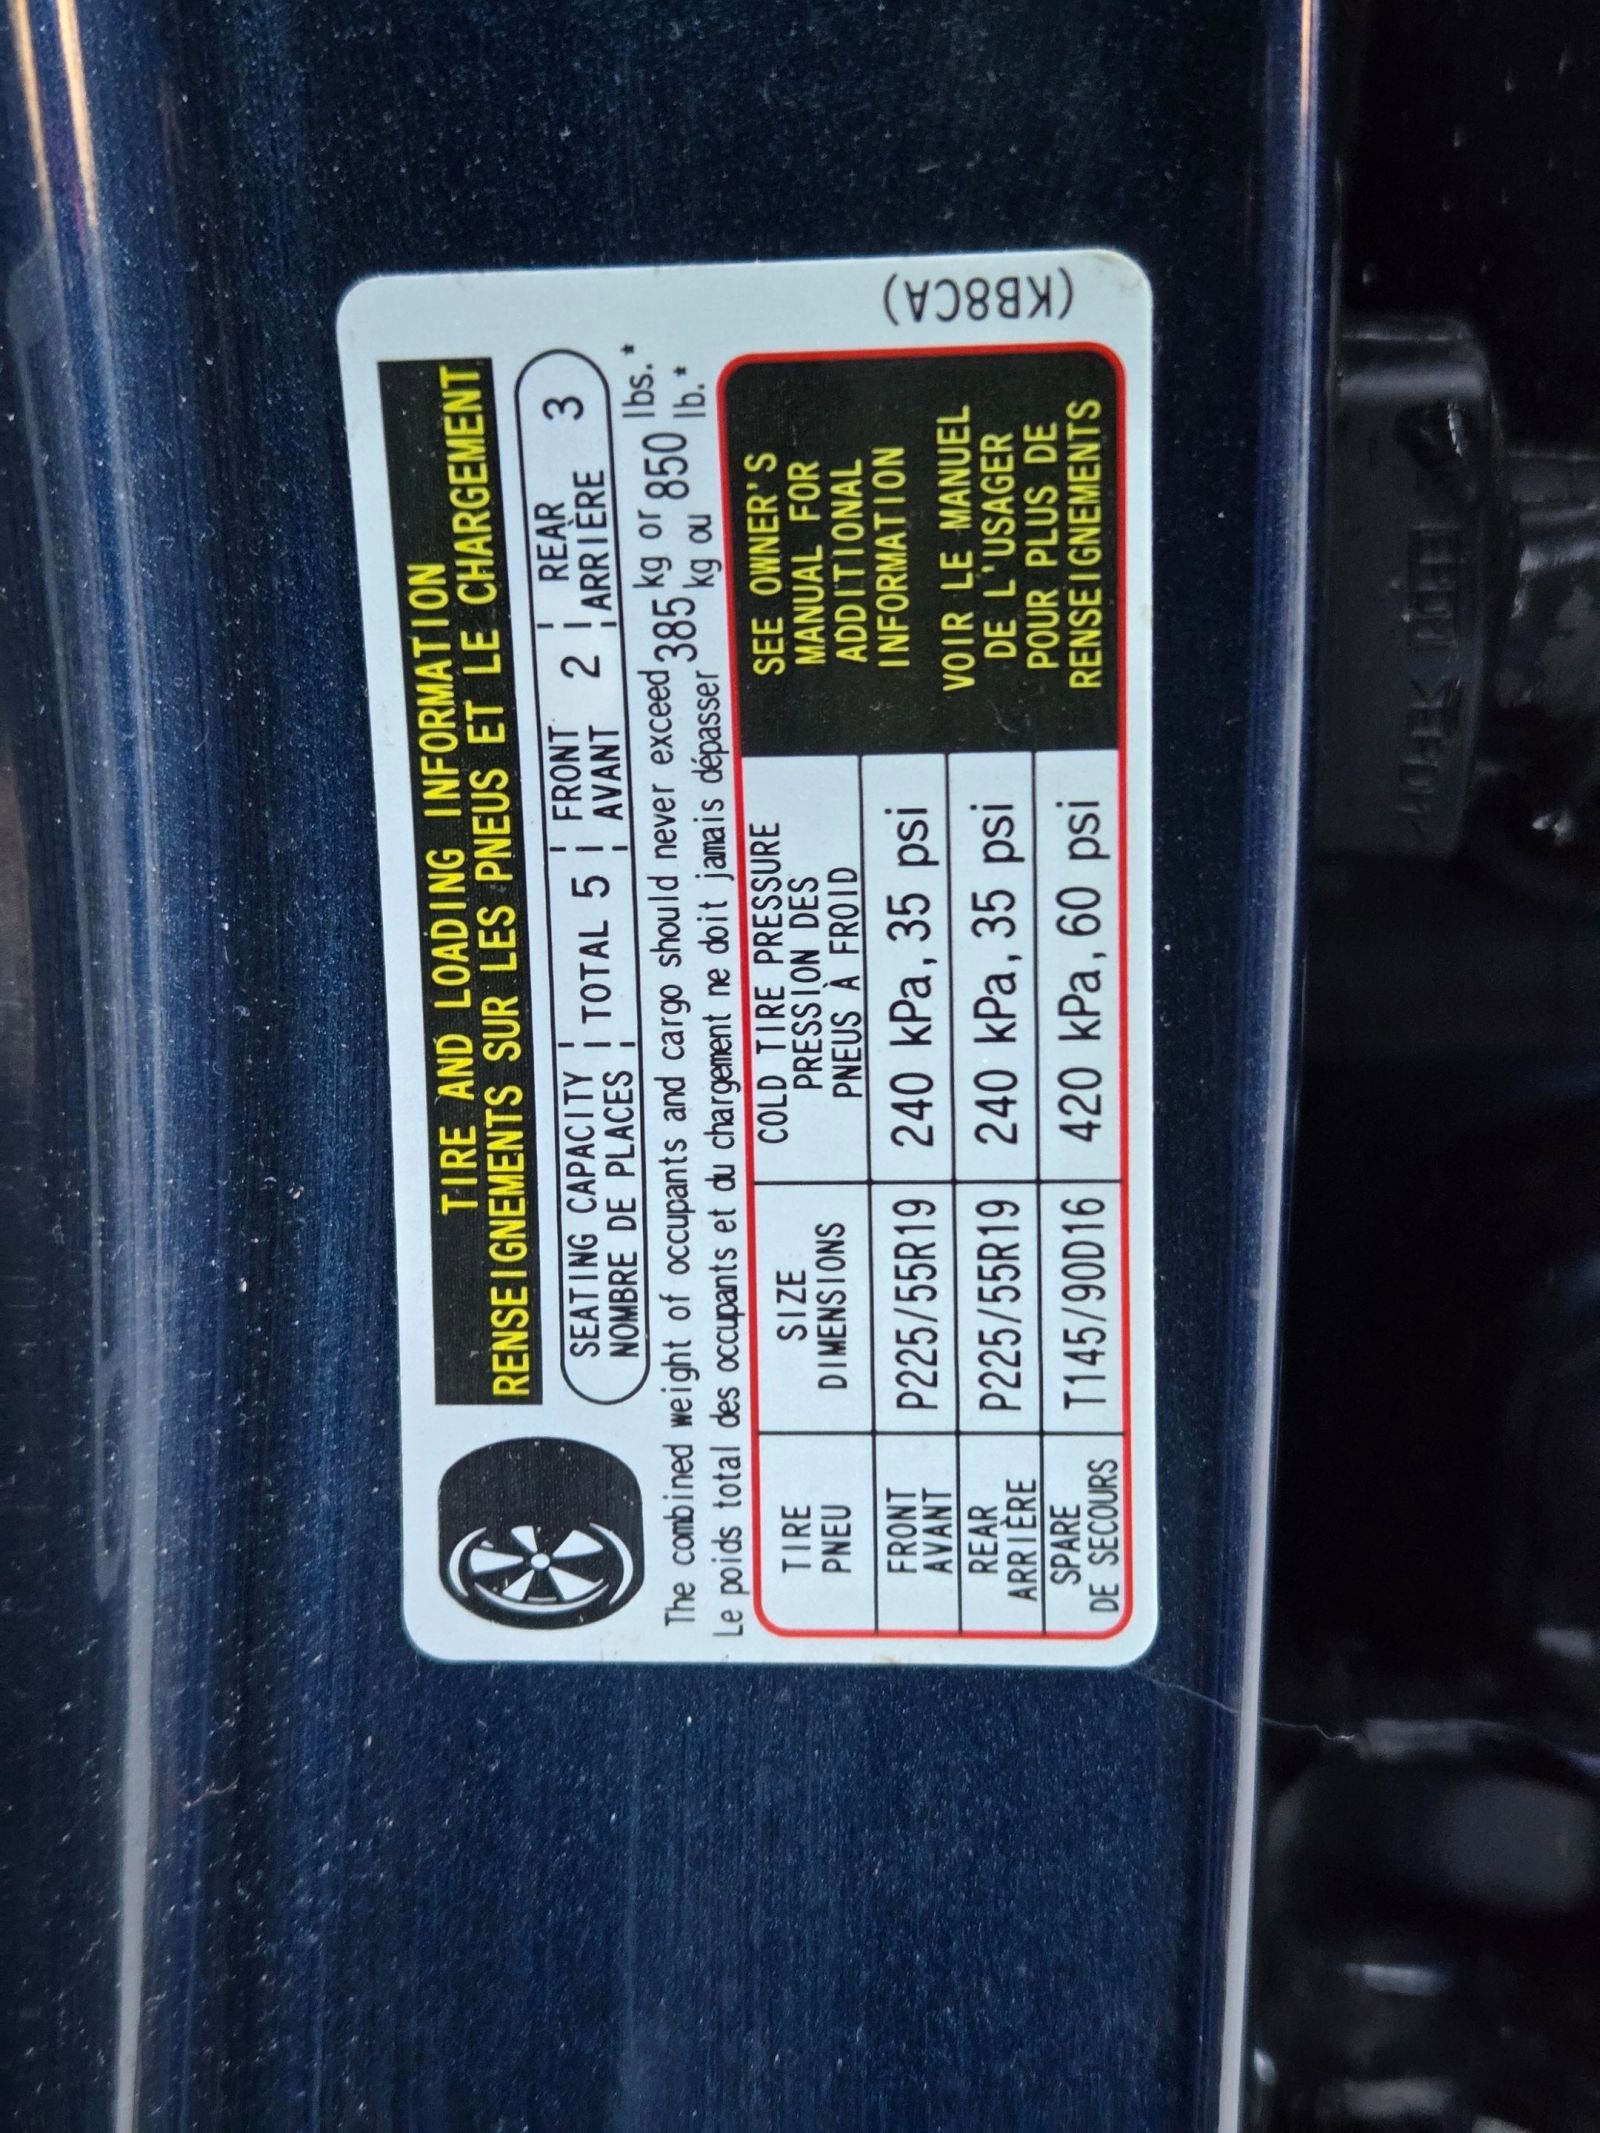 TIRE AND LOADING INFORMATION
RENSEIGNEMENTS SUR LES PNEUS ET LE CHARGEMENT
SEATING CAPACITY TOTAL 5 FRONT 2 REAR 3
NOMBRE DE PLACES AVANT ARRIÈRE
The combined weight of occupants and cargo should never exceed 385 kg or 850 lbs.*
Le poids total des occupants et du chargement ne doit jamais dépasser kg ou lb.*
TIRE
PNEU
SIZE
DIMENSIONS
COLD TIRE PRESSURE
PRESSION DES
PNEUS À FROID
FRONT
AVANT
P225/55R19
240 kPa, 35 psi
REAR
ARRIÈRE
P225/55R19
240 kPa, 35 psi
SPARE
DE SECOURS
T145/90D16
420 kPa, 60 psi
SEE OWNER'S
MANUAL FOR
ADDITIONAL
INFORMATION
VOIR LE MANUEL
DE L'USAGER
POUR PLUS DE
RENSEIGNEMENTS
(KB8CA)